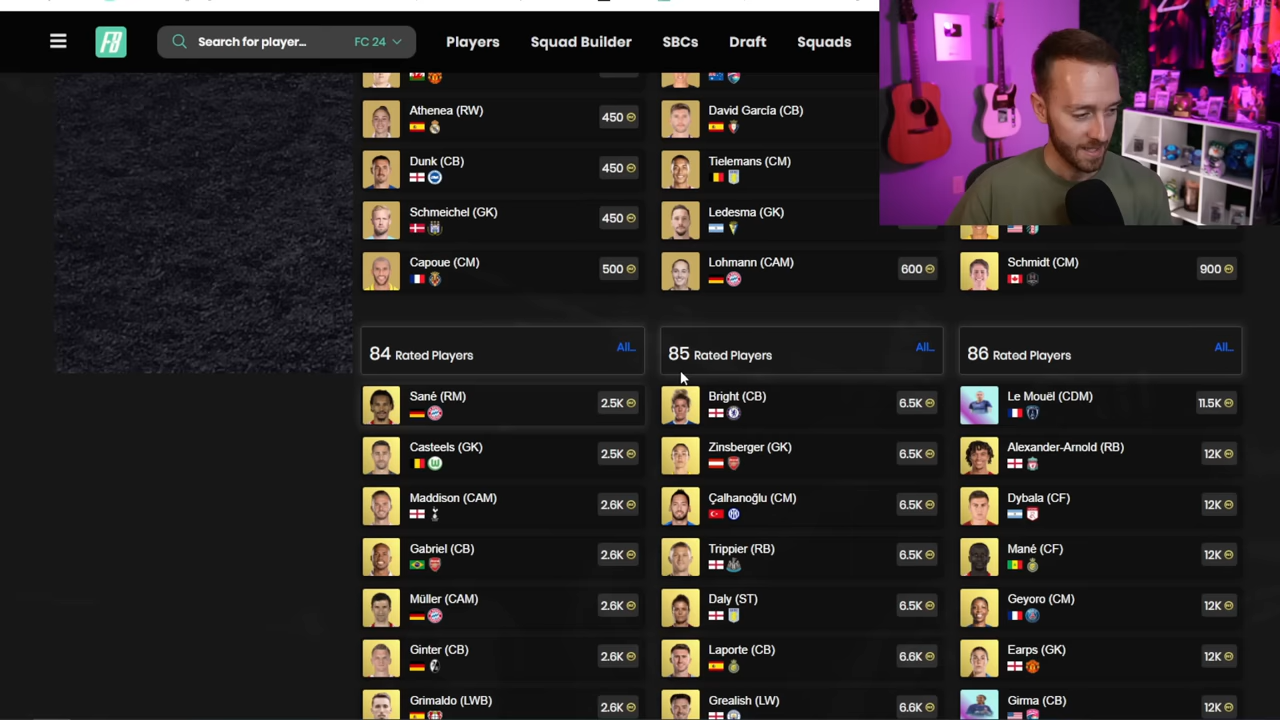 FB
Search for player...
FC 24
Players
Squad Builder
SBCs
Draft
Squads
Athenea (RW)
450
David García (CB)
Dunk (CB)
450
Tielemans (CM)
Schmeichel (GK)
450
Ledesma (GK)
Capoue (CM)
500
Lohmann (CAM)
600
Schmidt (CM)
900
84 Rated Players
All...
85 Rated Players
All...
86 Rated Players
All...
Sané (RM)
2.5K
Bright (CB)
6.5K
Le Mouël (CDM)
11.5K
Casteels (GK)
2.5K
Zinsberger (GK)
6.5K
Alexander-Arnold (RB)
12K
Maddison (CAM)
2.6K
Çalhanoğlu (CM)
6.5K
Dybala (CF)
12K
Gabriel (CB)
2.6K
Trippier (RB)
6.5K
Mané (CF)
12K
Müller (CAM)
2.6K
Daly (ST)
6.5K
Geyoro (CM)
12K
Ginter (CB)
2.6K
Laporte (CB)
6.6K
Earps (GK)
12K
Grimaldo (LWB)
2.6K
Grealish (LW)
6.6K
Girma (CB)
12K